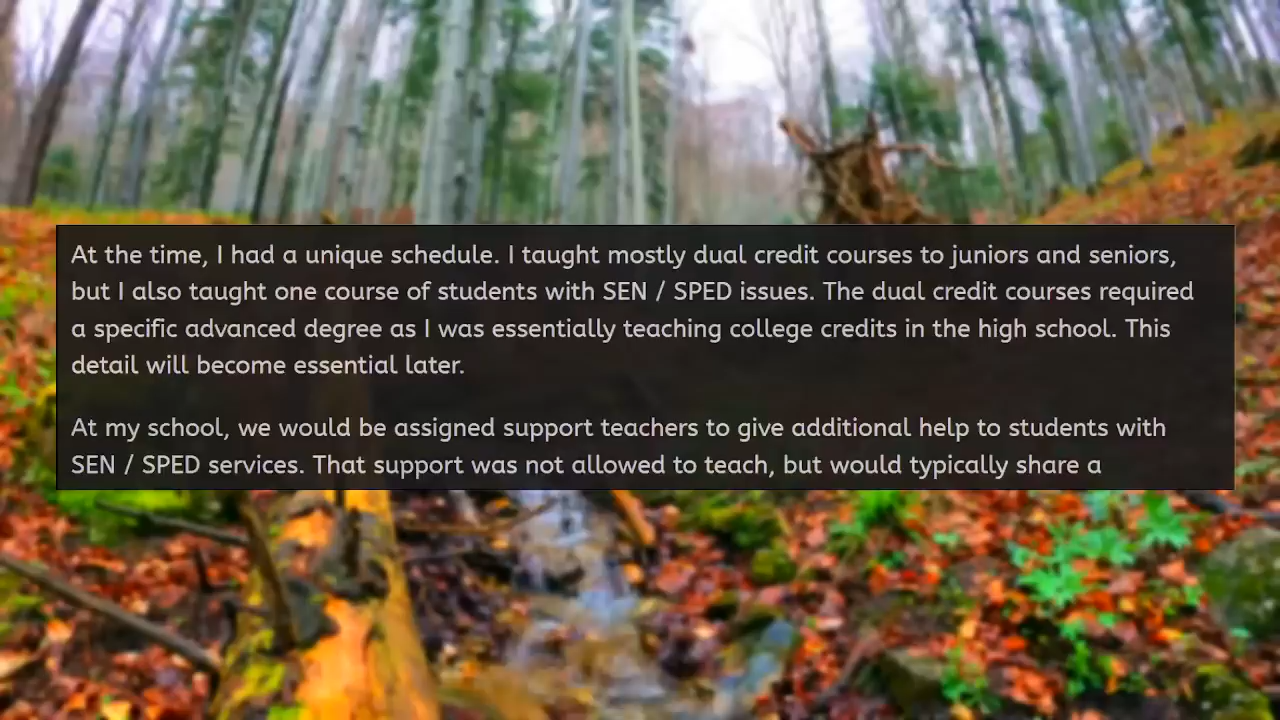 At the time, I had a unique schedule. I taught mostly dual credit courses to juniors and seniors,
but I also taught one course of students with SEN / SPED issues. The dual credit courses required
a specific advanced degree as I was essentially teaching college credits in the high school. This
detail will become essential later.
At my school, we would be assigned support teachers to give additional help to students with
SEN / SPED services. That support was not allowed to teach, but would typically share a